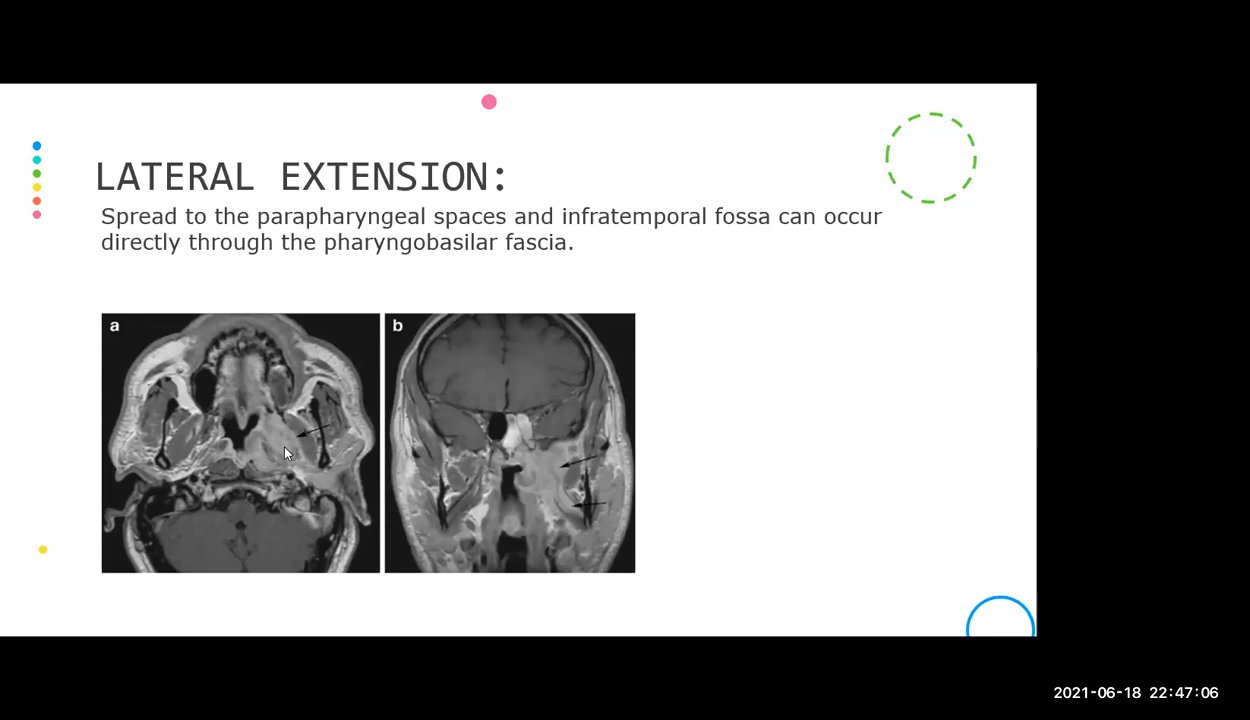 LATERAL EXTENSION:
Spread to the parapharyngeal spaces and infratemporal fossa can occur
directly through the pharyngobasilar fascia.
a
b
2021-06-18 22:47:06